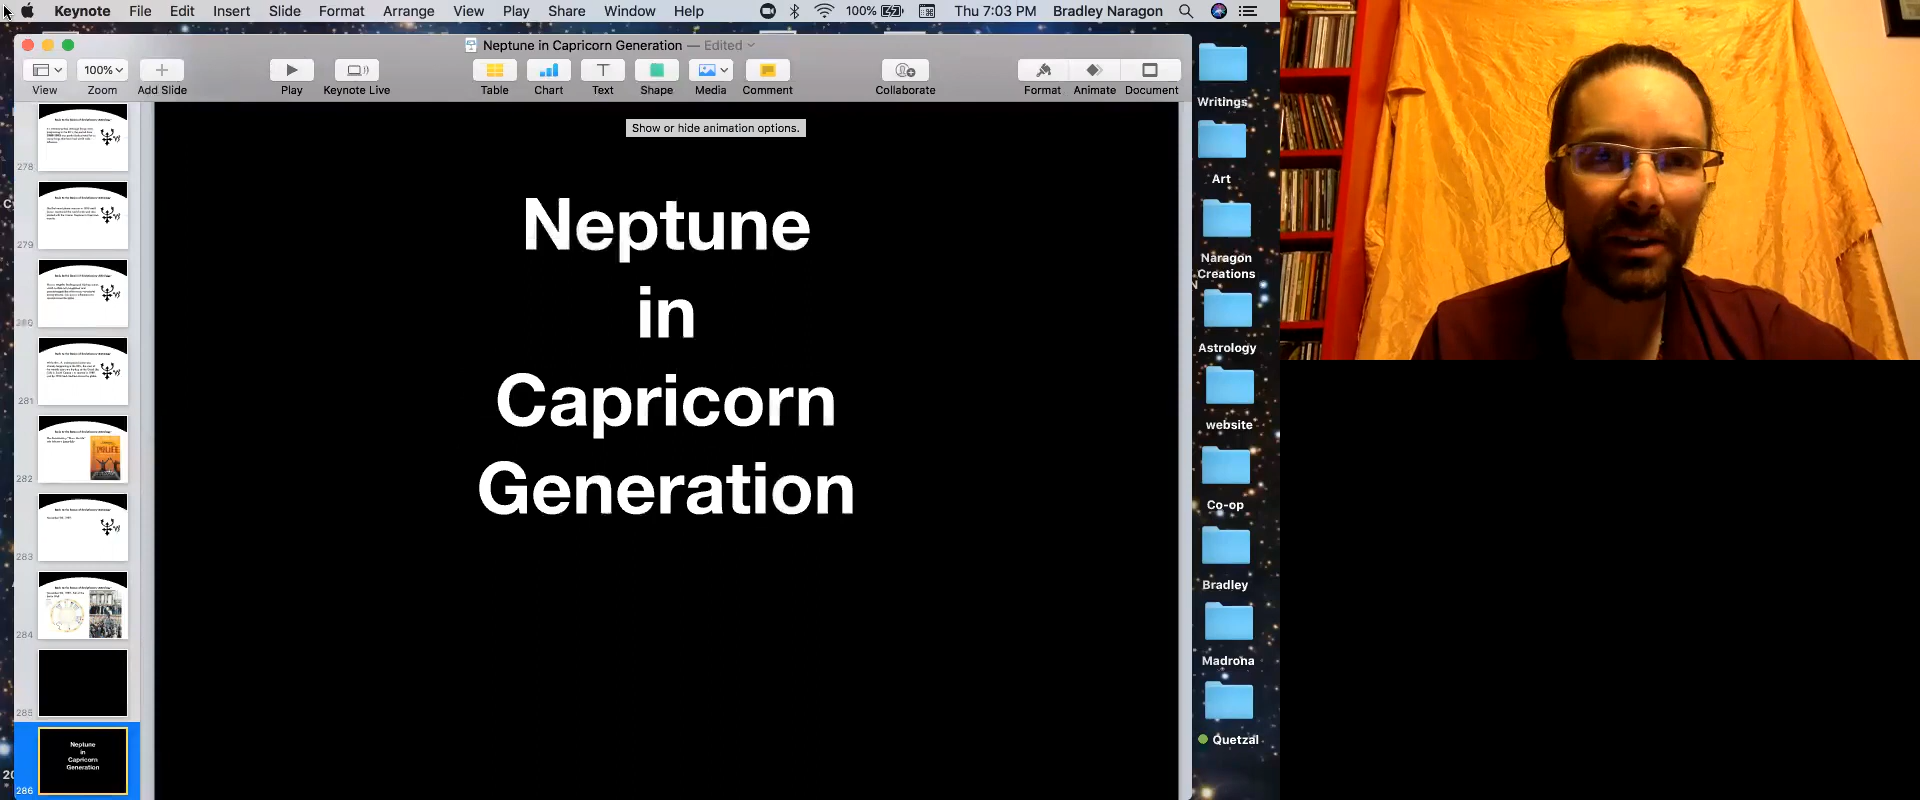 Keynote File Edit Insert Slide Format Arrange View Play Share Window Help 100% Thu 7:03 PM Bradley Naragon
Neptune in Capricorn Generation — Edited
100%
View Zoom Add Slide Play Keynote Live Table Chart Text Shape Media Comment Collaborate Format Animate Document
Show or hide animation options.
Neptune
in
Capricorn
Generation
278
279
280
281
282
283
284
285
Neptune
in
Capricorn
Generation
286
Writings
Art
Naragon
Creations
Astrology
website
Co-op
Bradley
Madrona
Quetzal